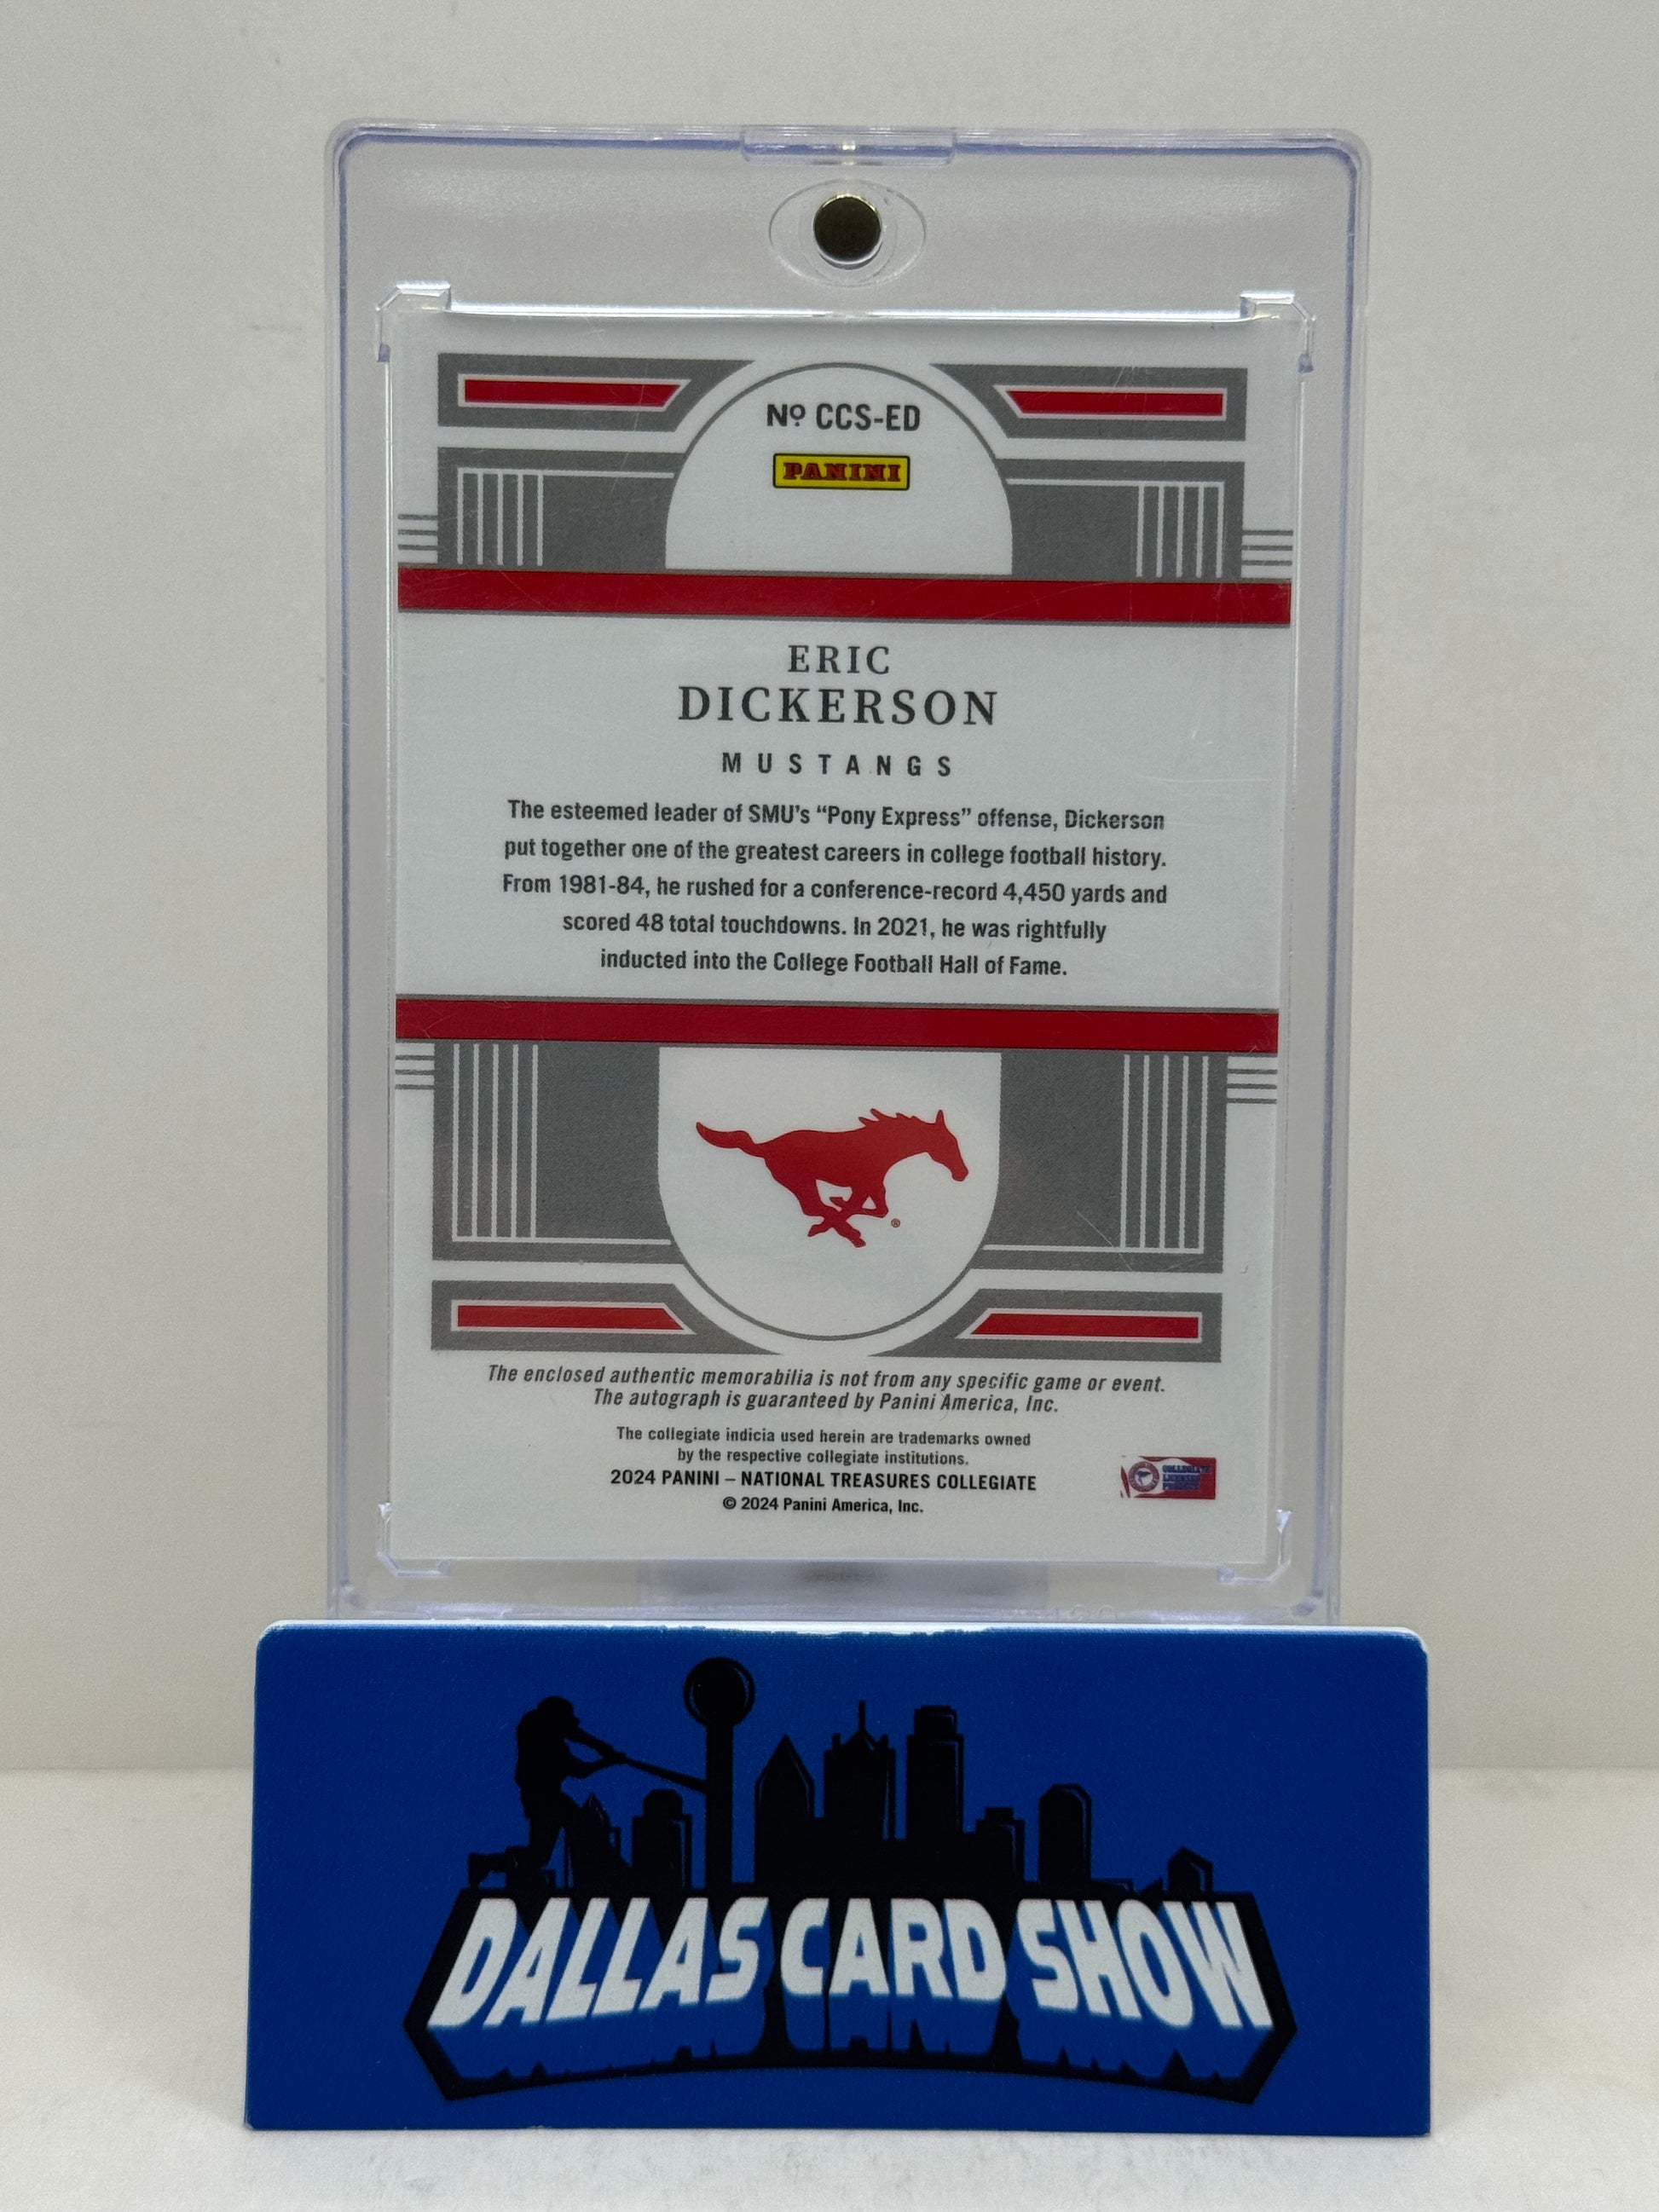 Nº CCS-ED
PANINI
ERIC
DICKERSON
MUSTANGS
The esteemed leader of SMU's “Pony Express” offense, Dickerson
put together one of the greatest careers in college football history.
From 1981-84, he rushed for a conference-record 4,450 yards and
scored 48 total touchdowns. In 2021, he was rightfully
inducted into the College Football Hall of Fame.
®
The enclosed authentic memorabilia is not from any specific game or event.
The autograph is guaranteed by Panini America, Inc.
The collegiate indicia used herein are trademarks owned
by the respective collegiate institutions.
2024 PANINI – NATIONAL TREASURES COLLEGIATE
© 2024 Panini America, Inc.
COLLEGIATE
LICENSED
PRODUCT
DALLAS CARD SHOW